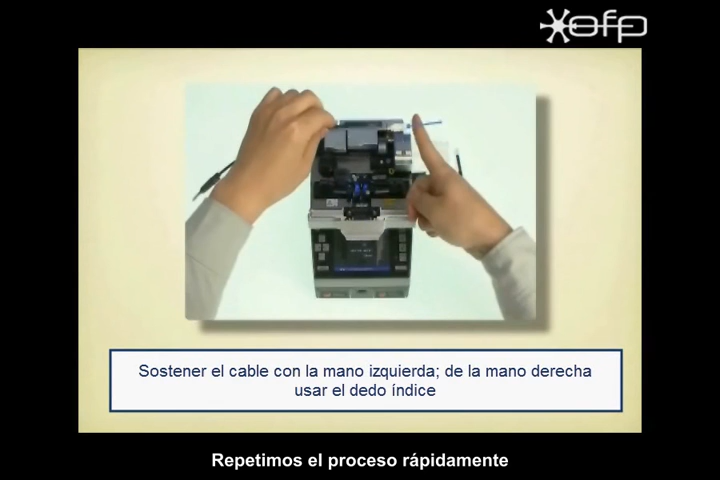 ofp
Sostener el cable con la mano izquierda; de la mano derecha
usar el dedo índice
Repetimos el proceso rápidamente